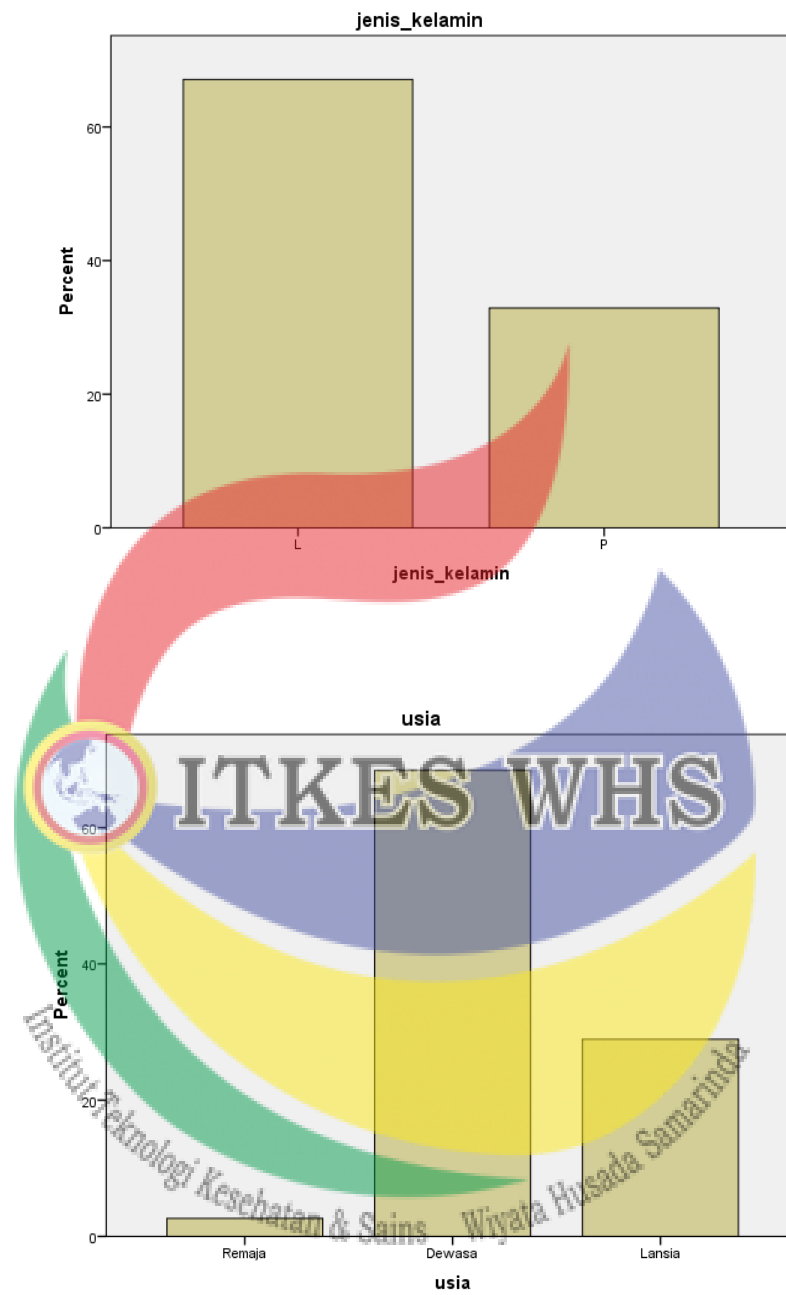 jenis_kelamin
Percent
60
40
20
0
L P
jenis_kelamin
usia
ITKES WHS
Percent
60
40
20
0
Institut Teknologi Kesehatan & Sains Wiyata Husada Samarinda
Remaja Dewasa Lansia
usia